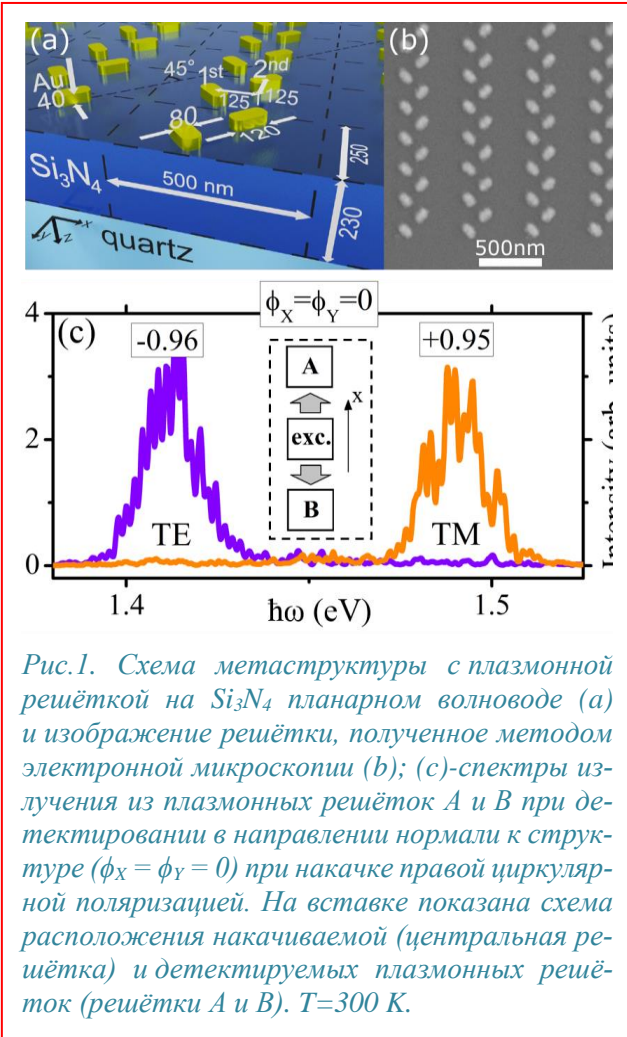 (a)
(b)
45° 1st 2nd
Au
40
125 125
80
120
250
Si₃N₄
500 nm
230
x
y z quartz
500nm
ϕX=ϕY=0
4
(c)
-0.96
+0.95
A
x
exc.
B
2
TE
TM
0
1.4
ħω (eV)
1.5
Intensity (arb. units)
Рис.1. Схема метаструктуры с плазмонной
решёткой на Si₃N₄ планарном волноводе (a)
и изображение решётки, полученное методом
электронной микроскопии (b); (c)-спектры из-
лучения из плазмонных решёток A и B при де-
тектировании в направлении нормали к струк-
туре (ϕX = ϕY = 0) при накачке правой циркуляр-
ной поляризацией. На вставке показана схема
расположения накачиваемой (центральная ре-
шётка) и детектируемых плазмонных решё-
ток (решётки A и B). T=300 K.